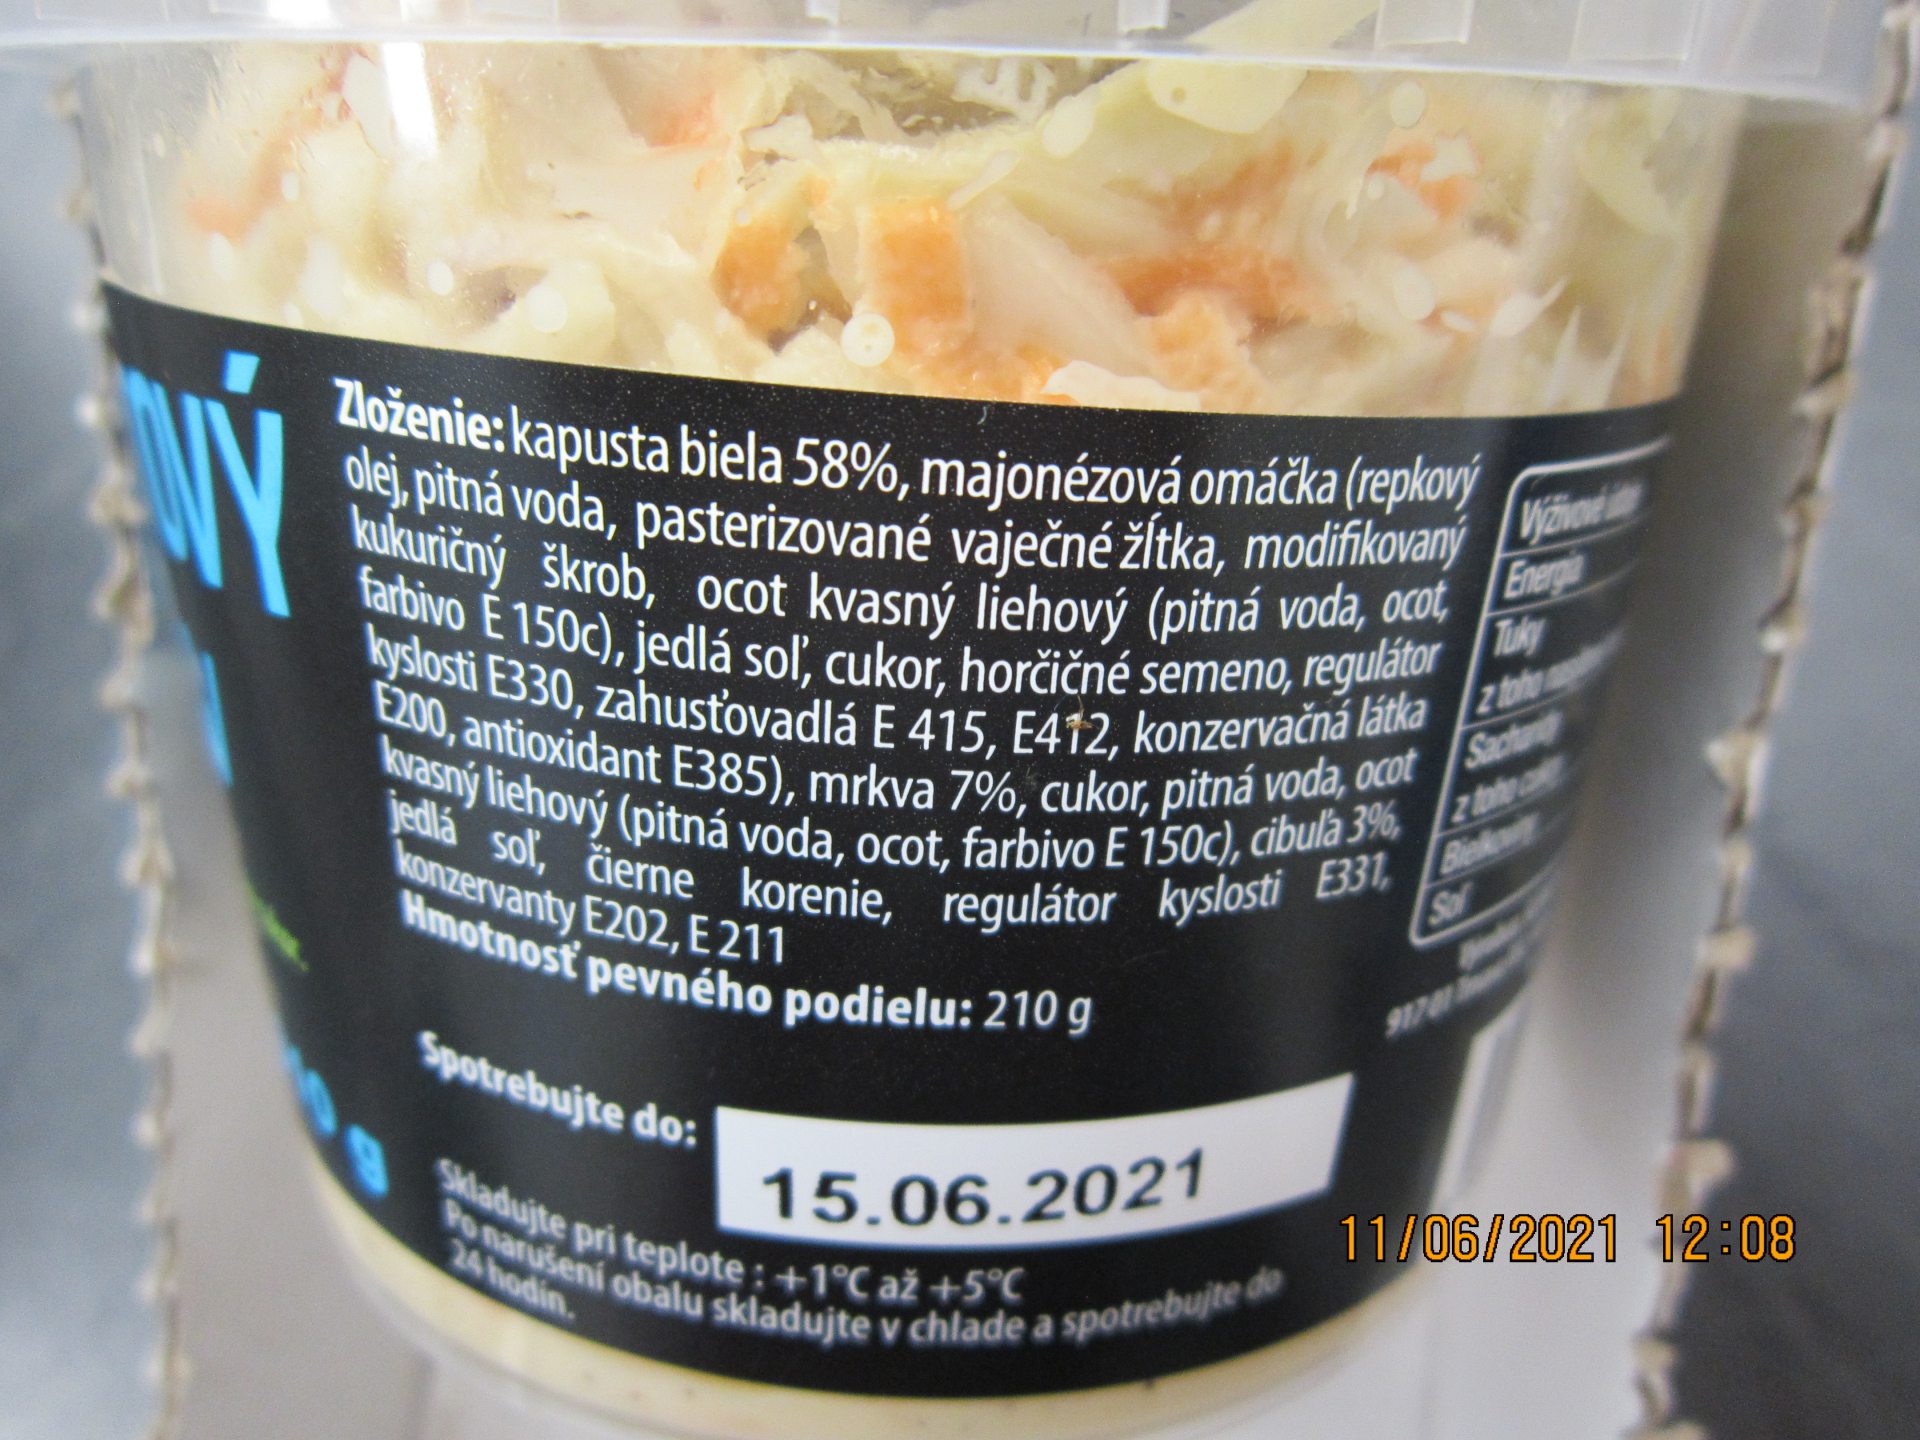 OVÝ
Zloženie: kapusta biela 58%, majonézová omáčka (repkový
olej, pitná voda, pasterizované vaječné žĺtka, modifikovaný
kukuričný škrob, ocot kvasný liehový (pitná voda, ocot,
farbivo E 150c), jedlá soľ, cukor, horčičné semeno, regulátor
kyslosti E330, zahusťovadlá E 415, E412, konzervačná látka
E200, antioxidant E385), mrkva 7%, cukor, pitná voda, ocot
kvasný liehový (pitná voda, ocot, farbivo E 150c), cibuľa 3%,
jedlá soľ, čierne korenie, regulátor kyslosti E331,
konzervanty E202, E 211
Hmotnosť pevného podielu: 210 g
Spotrebujte do:
15.06.2021
Skladujte pri teplote : +1°C až +5°C
Po narušení obalu skladujte v chlade a spotrebujte do
24 hodín.
Výživové
Energia
Tuky
z toho
Sacharidy
z toho
Bielkoviny
Soľ
917 01
g
11/06/2021 12:08